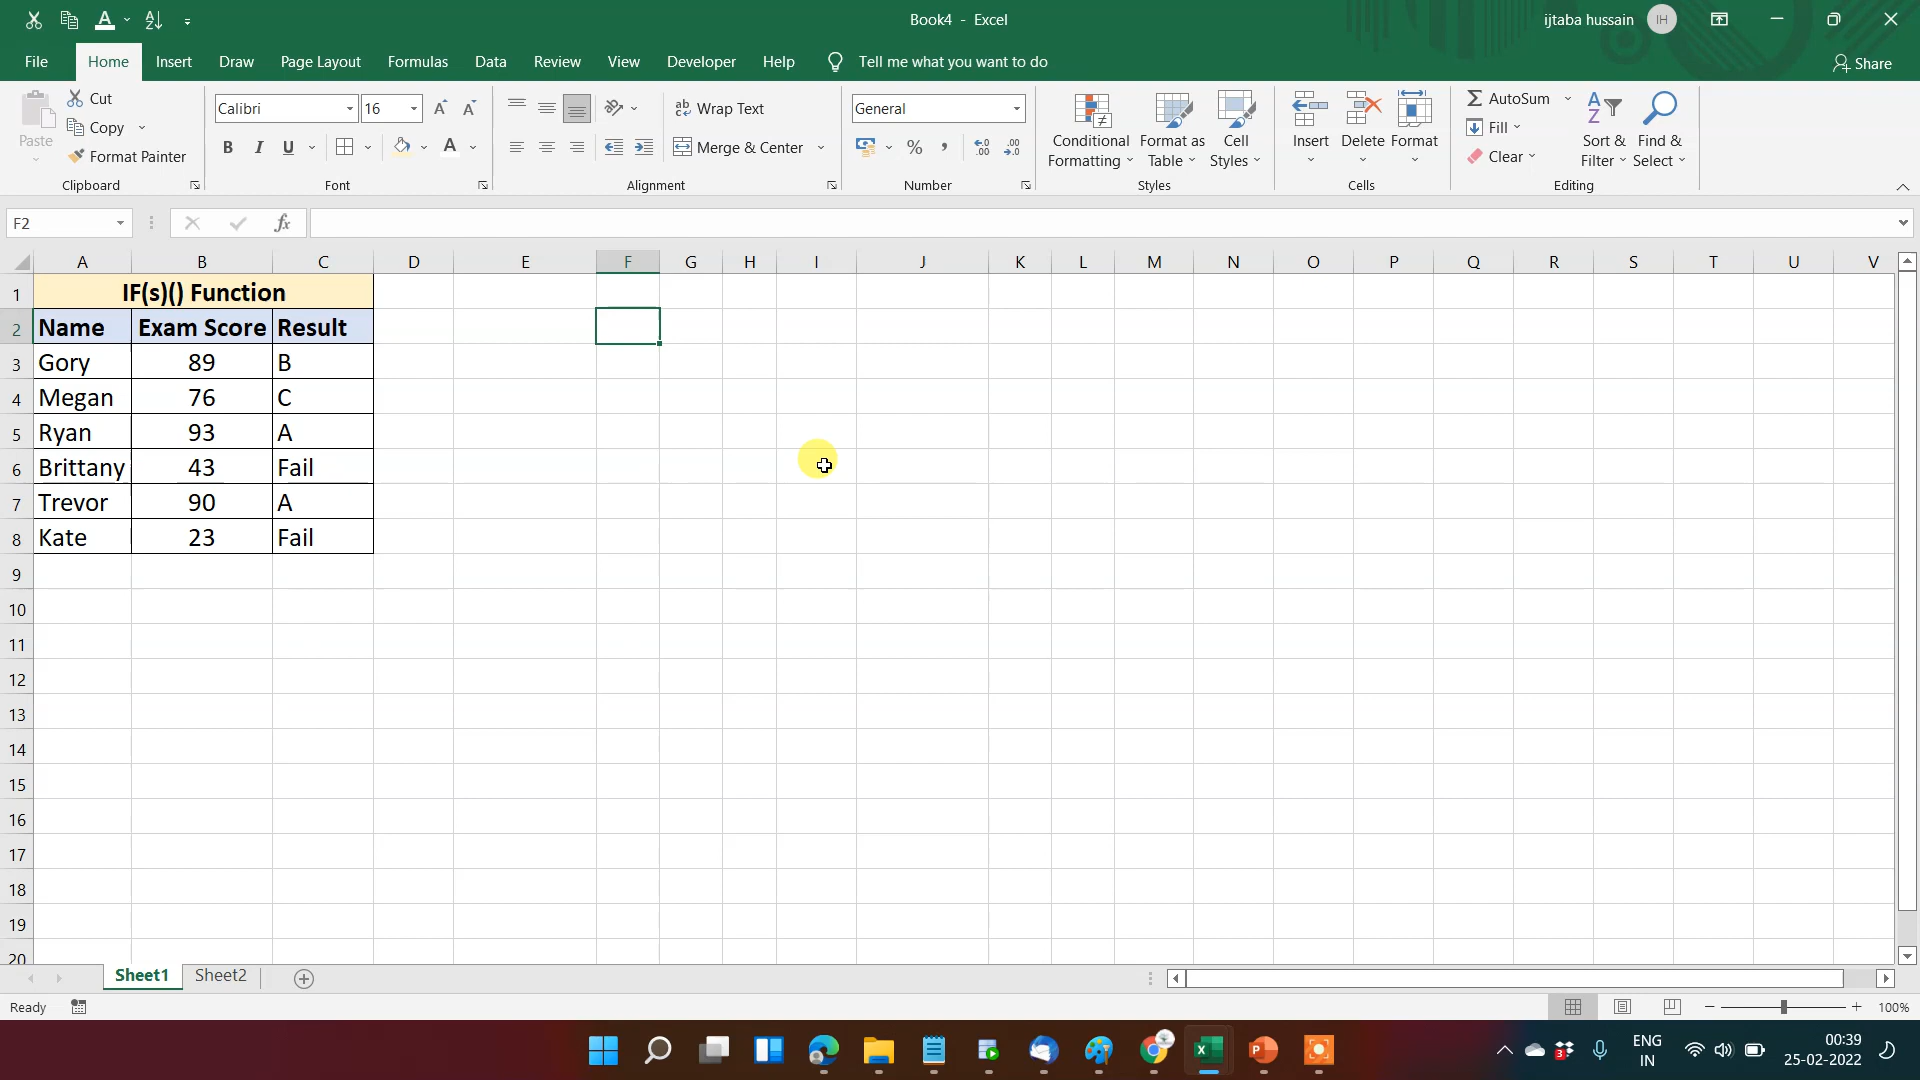 Book4 - Excel
ijtaba hussain IH
File Home Insert Draw Page Layout Formulas Data Review View Developer Help Tell me what you want to do Share
Paste
Cut
Copy
Format Painter
Clipboard
Calibri 16
B I U A
Font
ab Wrap Text
Merge & Center
Alignment
General
% ,
Number
Conditional Formatting
Format as Table
Cell Styles
Styles
Insert Delete Format
Cells
AutoSum
Fill
Clear
Sort & Filter
Find & Select
Editing
F2 fx
A B C D E F G H I J K L M N O P Q R S T U V
1 IF(s)() Function
2 Name Exam Score Result
3 Gory 89 B
4 Megan 76 C
5 Ryan 93 A
6 Brittany 43 Fail
7 Trevor 90 A
8 Kate 23 Fail
9
10
11
12
13
14
15
16
17
18
19
20
Sheet1 Sheet2
Ready 100%
3 ENG IN 00:39
25-02-2022